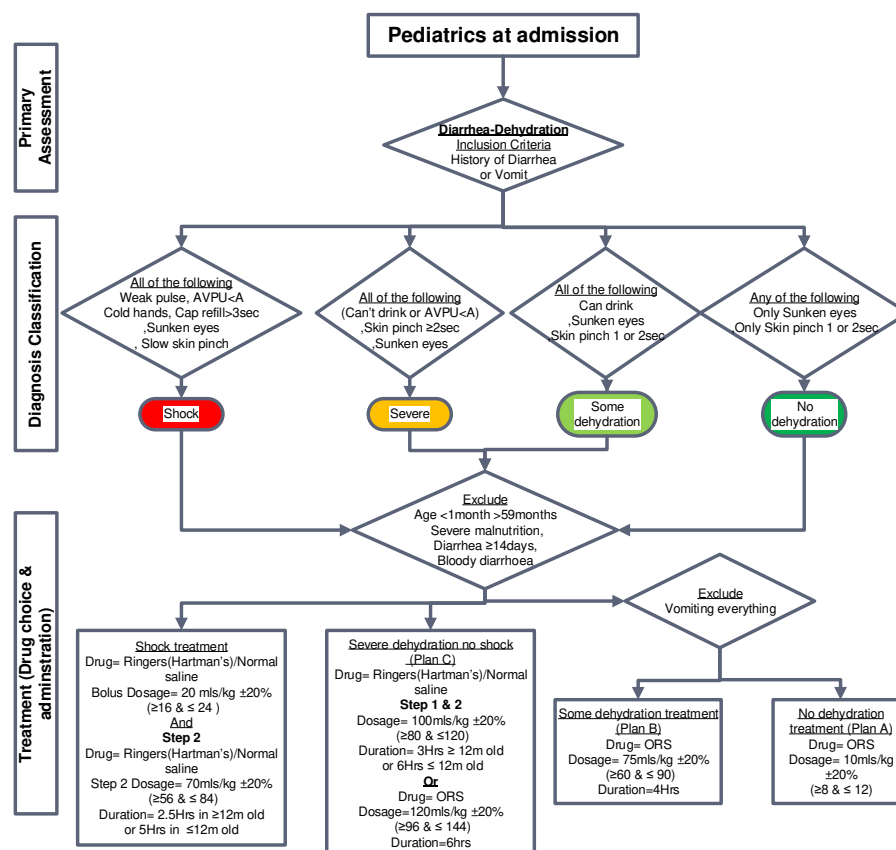 Pediatrics at admission
Primary
Assessment
Diarrhea-Dehydration
Inclusion Criteria
History of Diarrhea
or Vomit
Diagnosis Classification
All of the following
Weak pulse, AVPU<A
Cold hands, Cap refill>3sec
,Sunken eyes
, Slow skin pinch
All of the following
(Can't drink or AVPU<A)
,Skin pinch ≥2sec
,Sunken eyes
All of the following
Can drink
,Sunken eyes
Skin pinch 1 or 2sec
Any of the following
Only Sunken eyes
,Only Skin pinch 1 or 2sec
Shock
Severe
Some
dehydration
No
dehydration
Exclude
Age <1month >59months
Severe malnutrition,
Diarrhea ≥14days,
Bloody diarrhoea
Treatment (Drug choice &
adminstration)
Exclude
Vomiting everything
Shock treatment
Drug= Ringers(Hartman's)/Normal
saline
Bolus Dosage= 20 mls/kg ±20%
(≥16 & ≤ 24 )
And
Step 2
Drug= Ringers(Hartman's)/Normal
saline
Step 2 Dosage= 70mls/kg ±20%
(≥56 & ≤ 84)
Duration= 2.5Hrs in ≥12m old
or 5Hrs in ≤12m old
Severe dehydration no shock
(Plan C)
Drug= Ringers(Hartman's)/Normal
saline
Step 1 & 2
Dosage= 100mls/kg ±20%
(≥80 & ≤120)
Duration= 3Hrs ≥ 12m old
or 6Hrs ≤ 12m old
Or
Drug= ORS
Dosage=120mls/kg ±20%
(≥96 & ≤ 144)
Duration=6hrs
Some dehydration treatment
(Plan B)
Drug= ORS
Dosage= 75mls/kg ±20%
(≥60 & ≤ 90)
Duration=4Hrs
No dehydration
treatment (Plan A)
Drug= ORS
Dosage= 10mls/kg
±20%
(≥8 & ≤ 12)